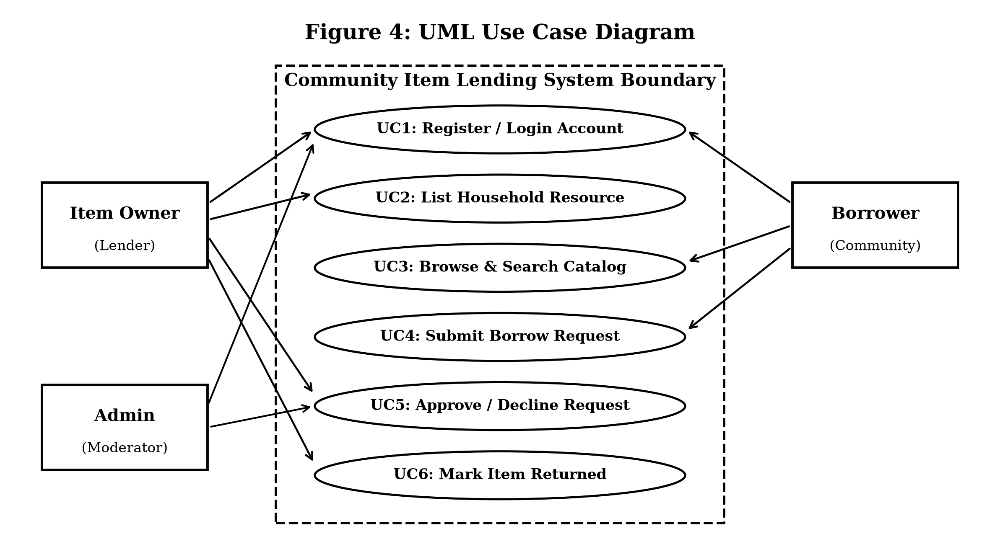 Figure 4: UML Use Case Diagram
Community Item Lending System Boundary
UC1: Register / Login Account
UC2: List Household Resource
Item Owner
(Lender)
Borrower
(Community)
UC3: Browse & Search Catalog
UC4: Submit Borrow Request
UC5: Approve / Decline Request
Admin
(Moderator)
UC6: Mark Item Returned